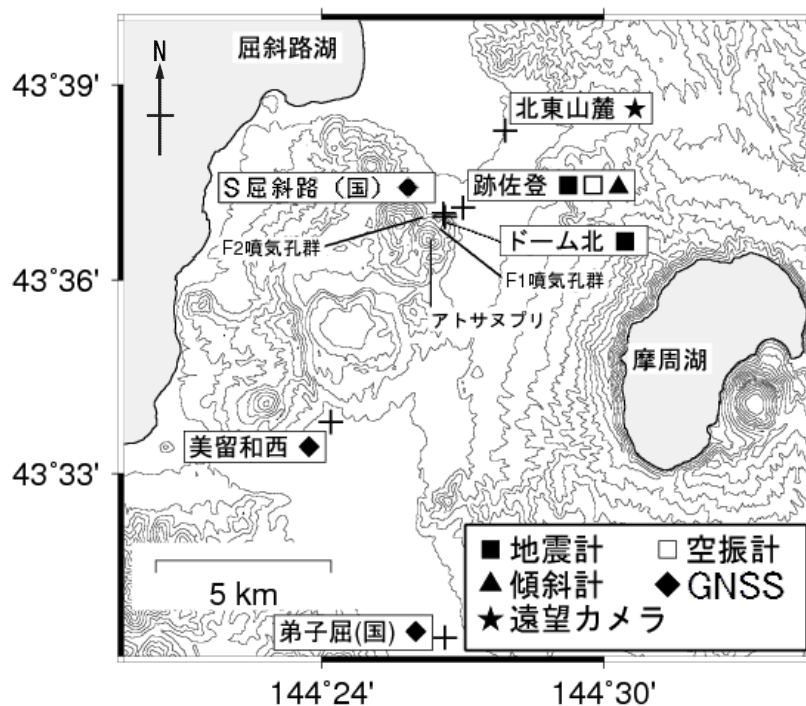 屈斜路湖
N
43°39'
北東山麓 ★
S屈斜路(国) ◆
跡佐登 ■□▲
ドーム北 ■
F2噴気孔群
F1噴気孔群
43°36'
アトサヌプリ
摩周湖
美留和西 ◆
43°33'
■ 地震計 □ 空振計
▲ 傾斜計 ◆ GNSS
★ 遠望カメラ
5 km
弟子屈(国) ◆
144°24' 144°30'